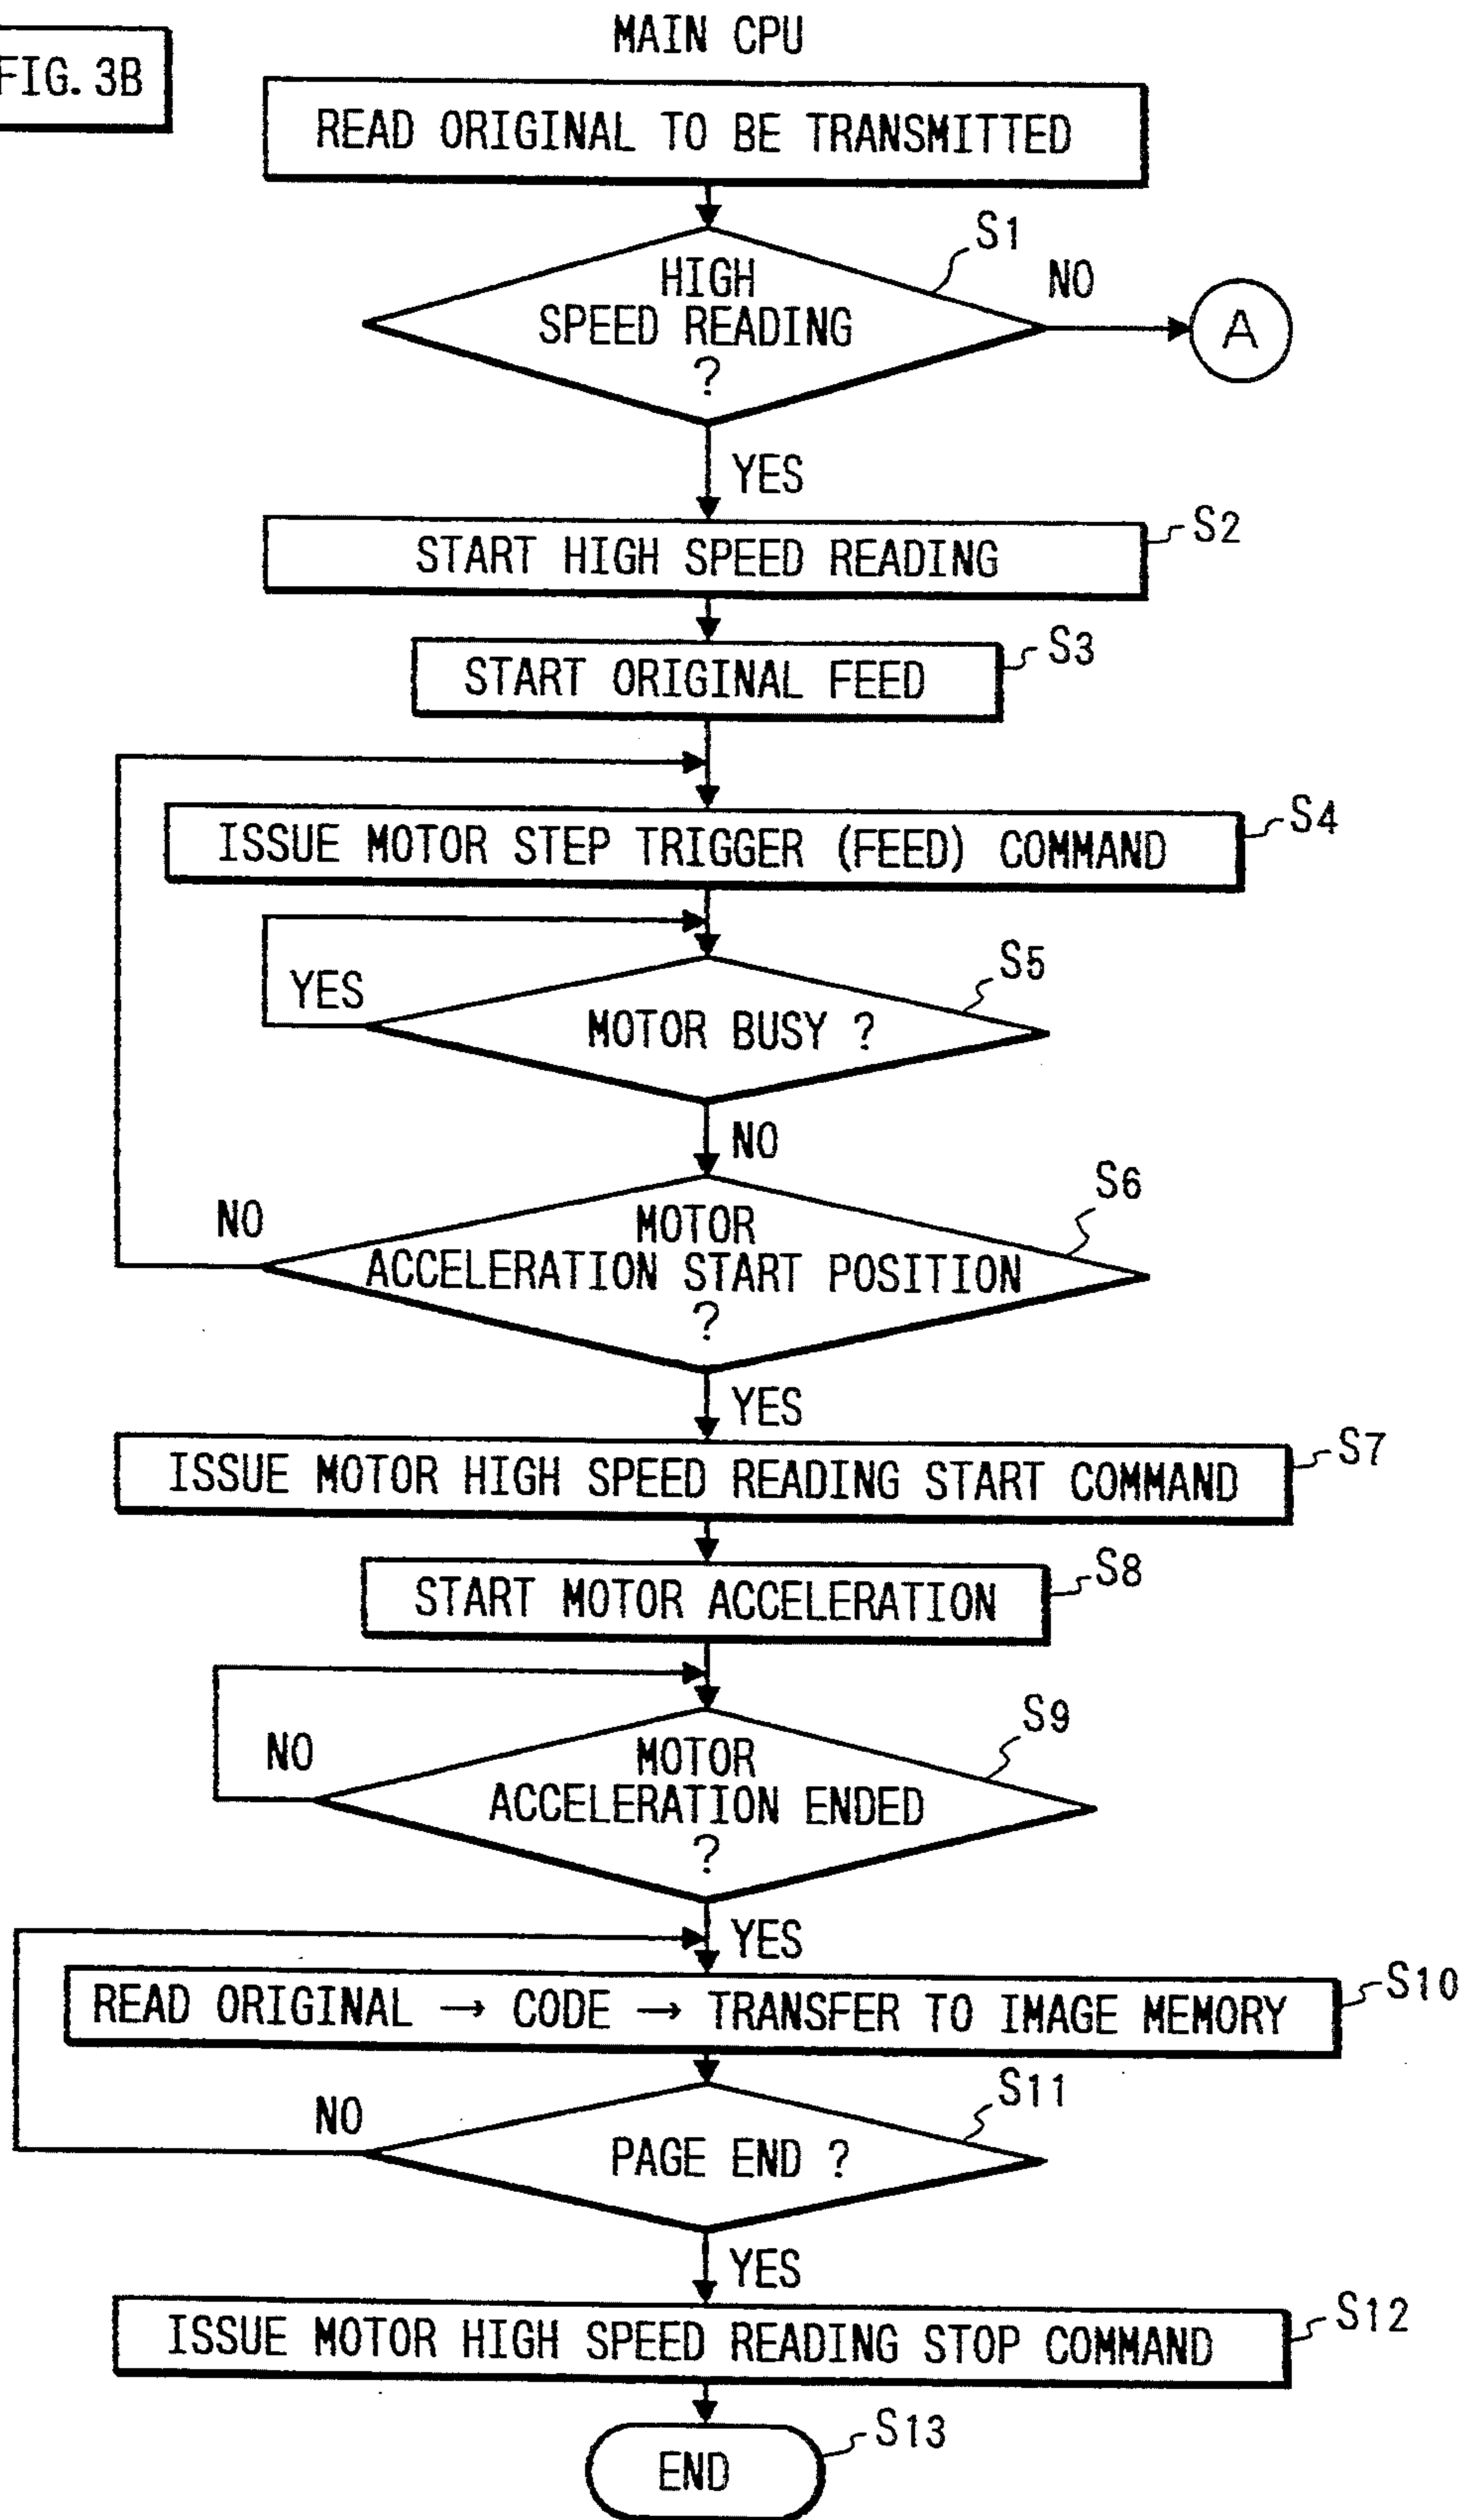 FIG. 3B
MAIN CPU
READ ORIGINAL TO BE TRANSMITTED
S1
HIGH
SPEED READING
?
NO
A
YES
START HIGH SPEED READING
S2
START ORIGINAL FEED
S3
ISSUE MOTOR STEP TRIGGER (FEED) COMMAND
S4
YES
MOTOR BUSY ?
S5
NO
NO
MOTOR
ACCELERATION START POSITION
?
S6
YES
ISSUE MOTOR HIGH SPEED READING START COMMAND
S7
START MOTOR ACCELERATION
S8
NO
MOTOR
ACCELERATION ENDED
?
S9
YES
READ ORIGINAL → CODE → TRANSFER TO IMAGE MEMORY
S10
NO
PAGE END ?
S11
YES
ISSUE MOTOR HIGH SPEED READING STOP COMMAND
S12
END
S13